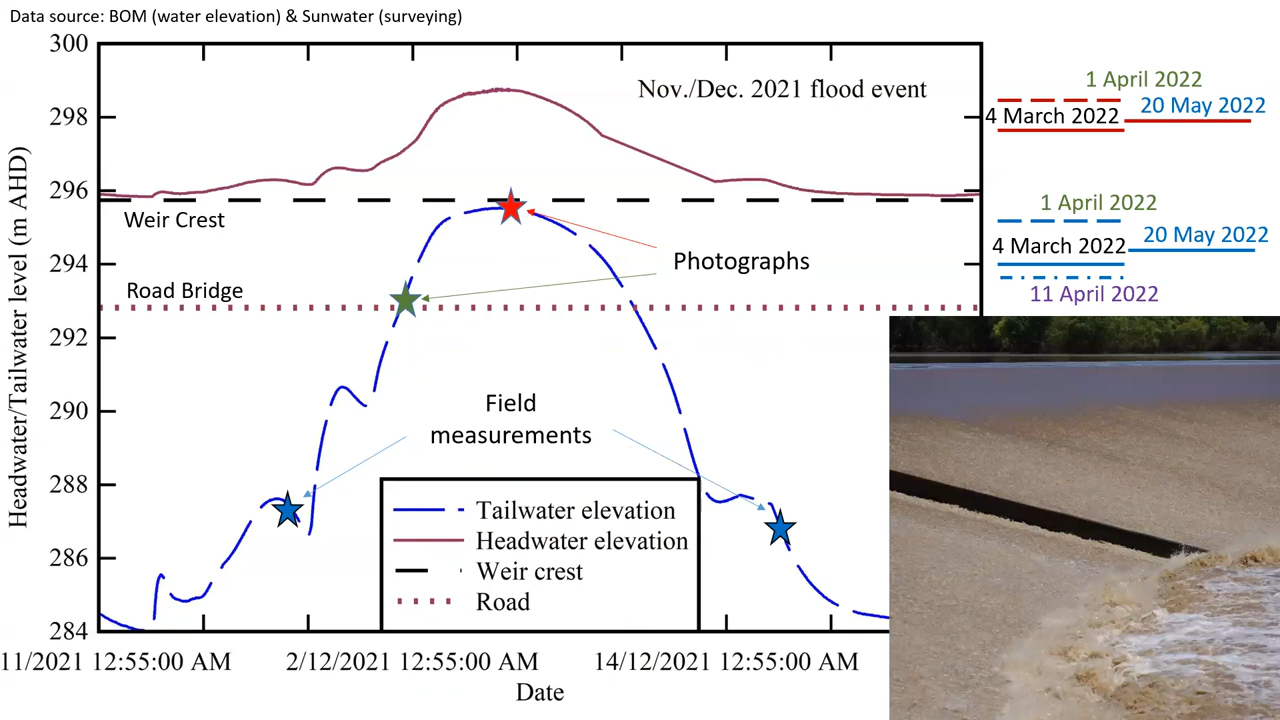 Data source: BOM (water elevation) & Sunwater (surveying)
300
298
296
294
292
290
288
286
284
Headwater/Tailwater level (m AHD)
Nov./Dec. 2021 flood event
Weir Crest
Road Bridge
Photographs
Field
measurements
Tailwater elevation
Headwater elevation
Weir crest
Road
11/2021 12:55:00 AM
2/12/2021 12:55:00 AM
14/12/2021 12:55:00 AM
Date
1 April 2022
4 March 2022
20 May 2022
1 April 2022
4 March 2022
20 May 2022
11 April 2022